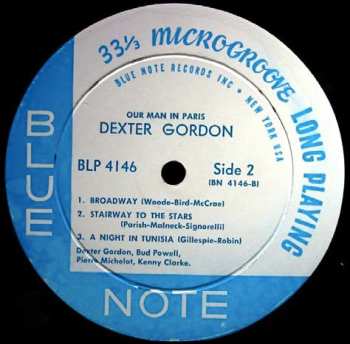 33⅓ MICROGROOVE LONG PLAYING
BLUE NOTE RECORDS INC • NEW YORK USA
OUR MAN IN PARIS
DEXTER GORDON
BLP 4146
Side 2
(BN 4146-B)
1. BROADWAY (Woode-Bird-McCrae)
2. STAIRWAY TO THE STARS
(Parish-Malneck-Signorelli)
3. A NIGHT IN TUNISIA (Gillespie-Robin)
Dexter Gordon, Bud Powell,
Pierre Michelot, Kenny Clarke.
BLUE
NOTE